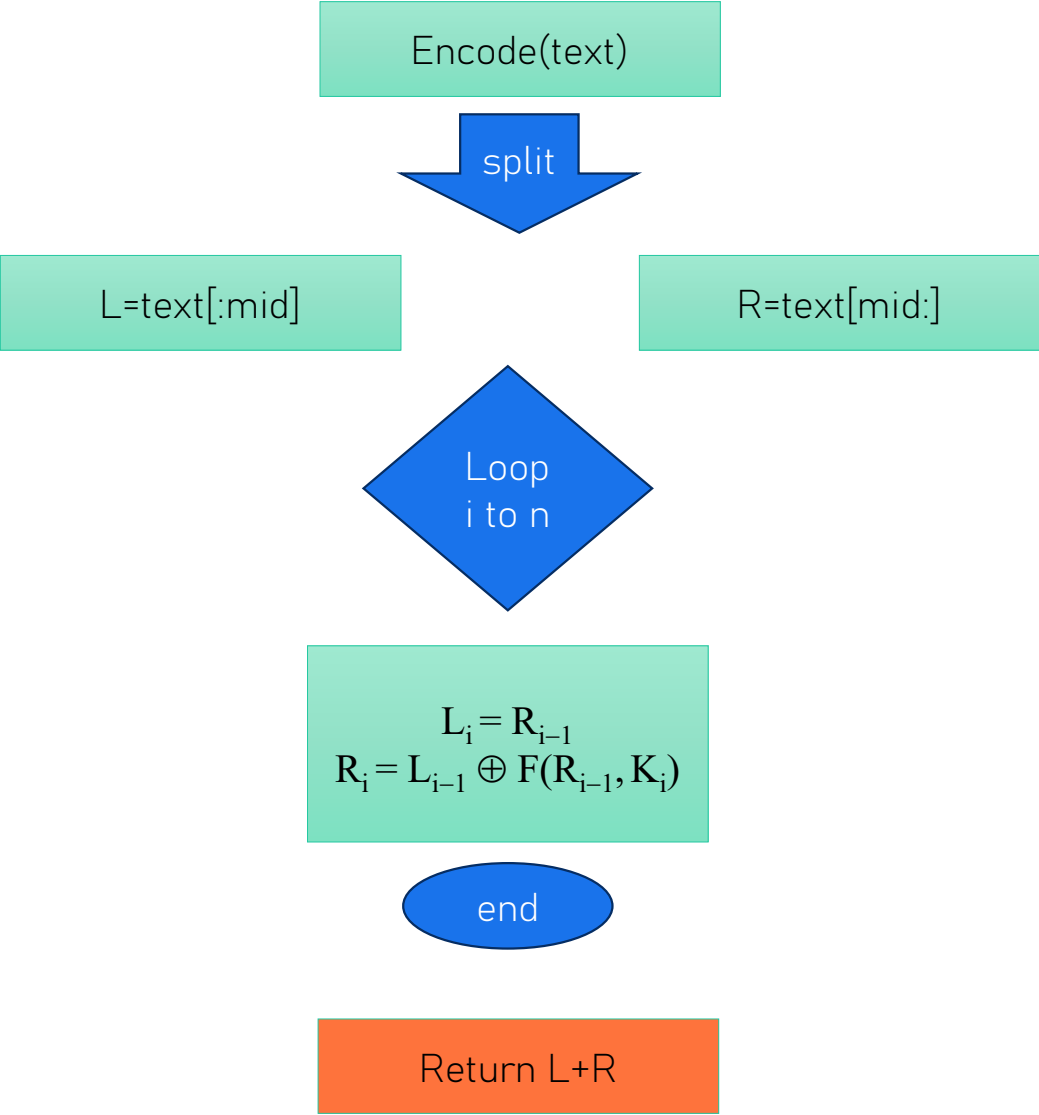 Encode(text)
split
L=text[:mid]
R=text[mid:]
Loop
i to n
Lᵢ = Rᵢ₋₁
Rᵢ = Lᵢ₋₁ ⊕ F(Rᵢ₋₁, Kᵢ)
end
Return L+R